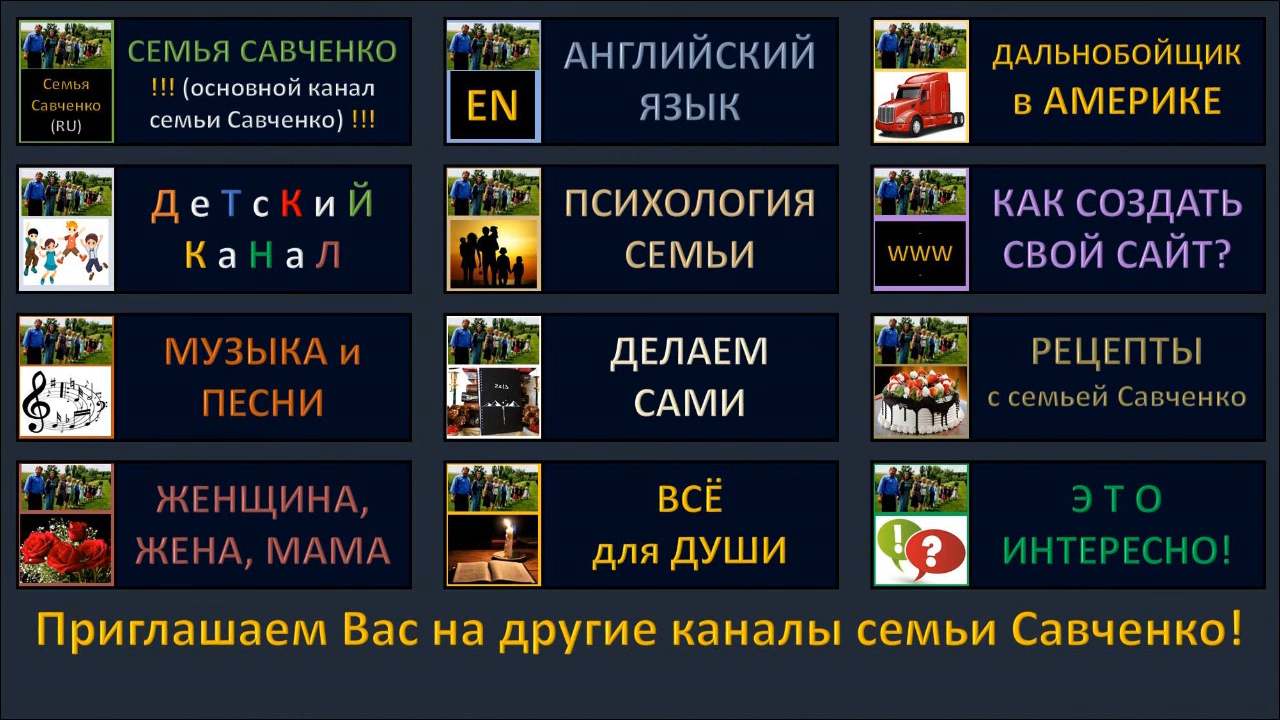 Семья
Савченко
(RU)
СЕМЬЯ САВЧЕНКО
!!! (основной канал
семьи Савченко) !!!
EN
АНГЛИЙСКИЙ
ЯЗЫК
ДАЛЬНОБОЙЩИК
в АМЕРИКЕ
Д е Т с К и Й
К а Н а Л
ПСИХОЛОГИЯ
СЕМЬИ
www
КАК СОЗДАТЬ
СВОЙ САЙТ?
МУЗЫКА и
ПЕСНИ
2013
ДЕЛАЕМ
САМИ
РЕЦЕПТЫ
с семьей Савченко
ЖЕНЩИНА,
ЖЕНА, МАМА
ВСЁ
для ДУШИ
! ?
Э Т О
ИНТЕРЕСНО!
Приглашаем Вас на другие каналы семьи Савченко!